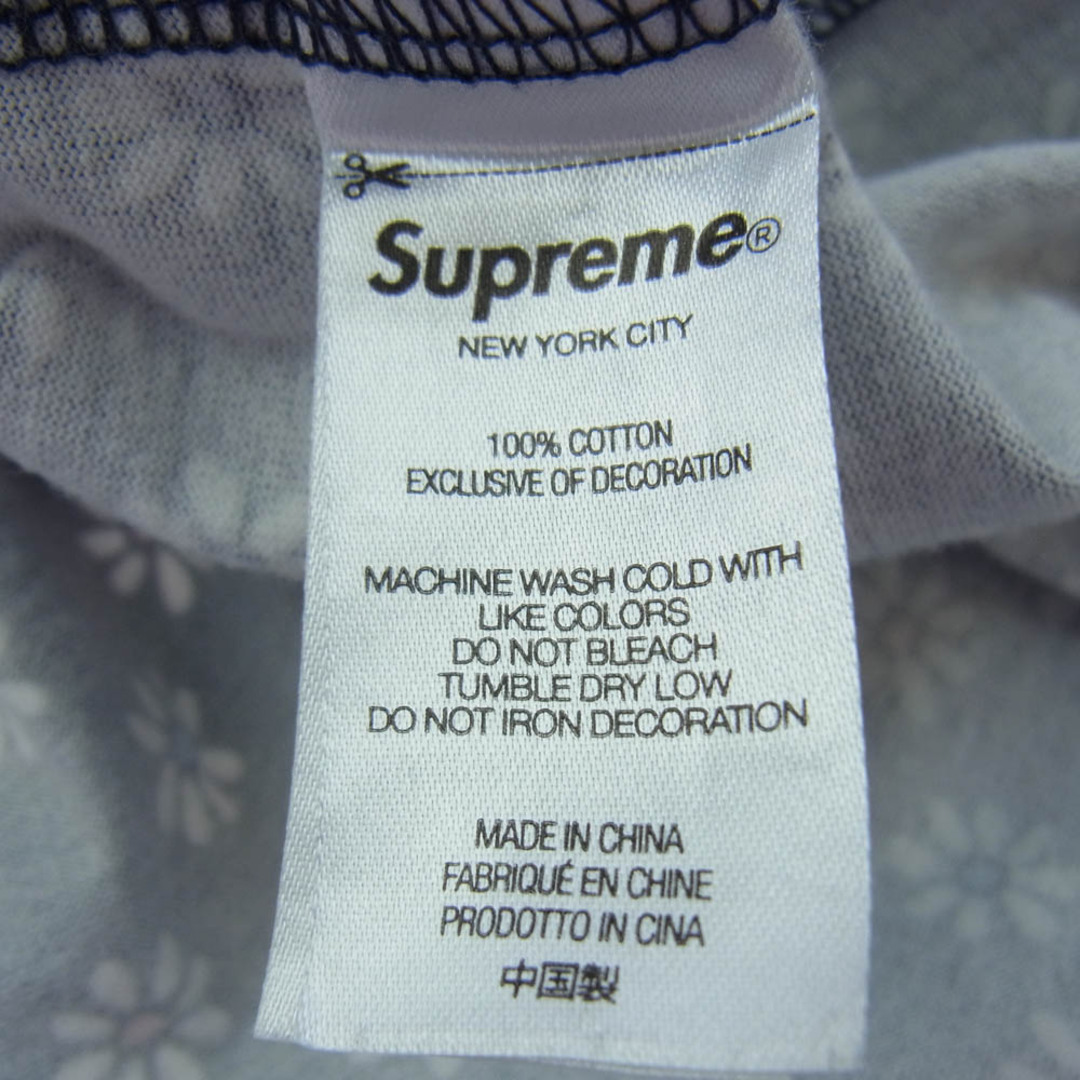 Supreme®
NEW YORK CITY
100% COTTON
EXCLUSIVE OF DECORATION
MACHINE WASH COLD WITH
LIKE COLORS
DO NOT BLEACH
TUMBLE DRY LOW
DO NOT IRON DECORATION
MADE IN CHINA
FABRIQUÉ EN CHINE
PRODOTTO IN CINA
中国製